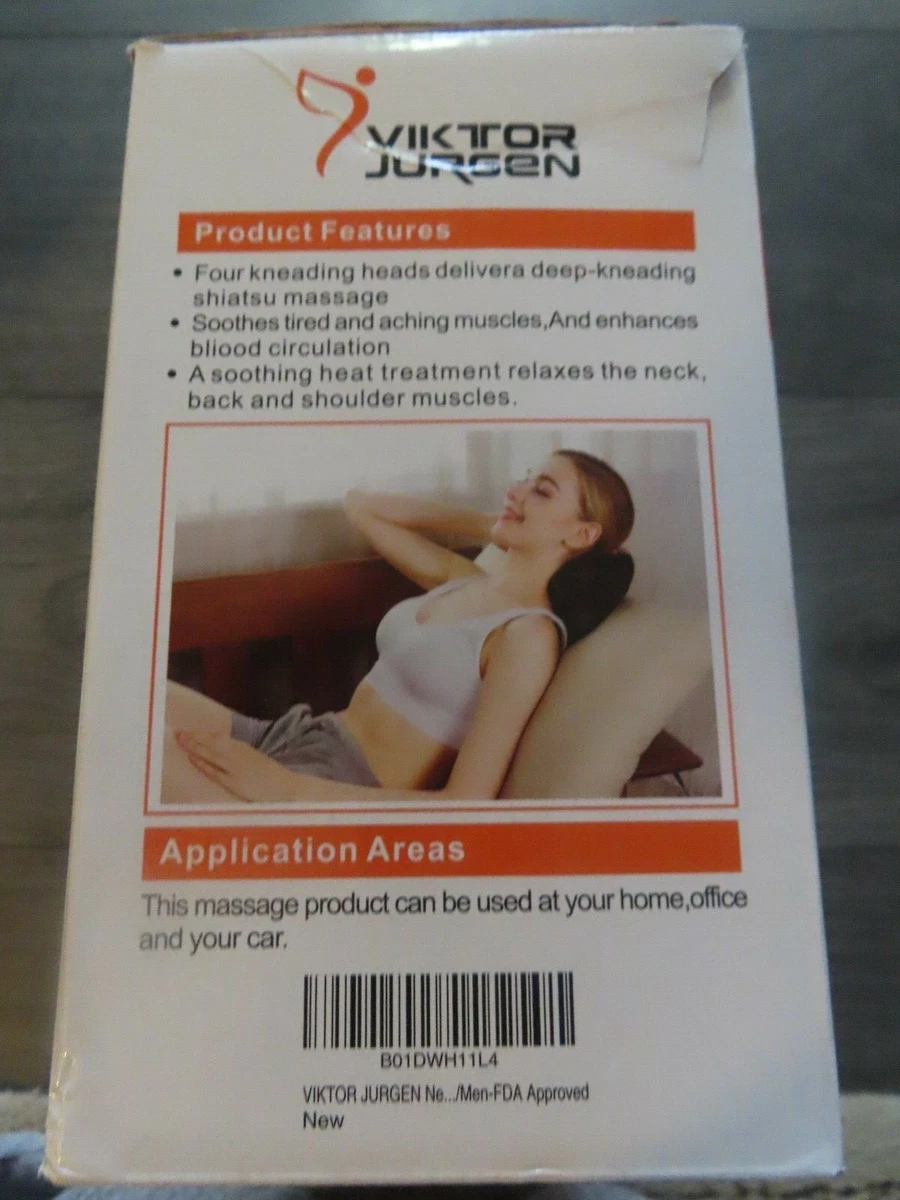 VIKTOR
JURGEN
Product Features
• Four kneading heads delivera deep-kneading
shiatsu massage
• Soothes tired and aching muscles,And enhances
bliood circulation
• A soothing heat treatment relaxes the neck,
back and shoulder muscles.
Application Areas
This massage product can be used at your home,office
and your car.
B01DWH11L4
VIKTOR JURGEN Ne.../Men-FDA Approved
New